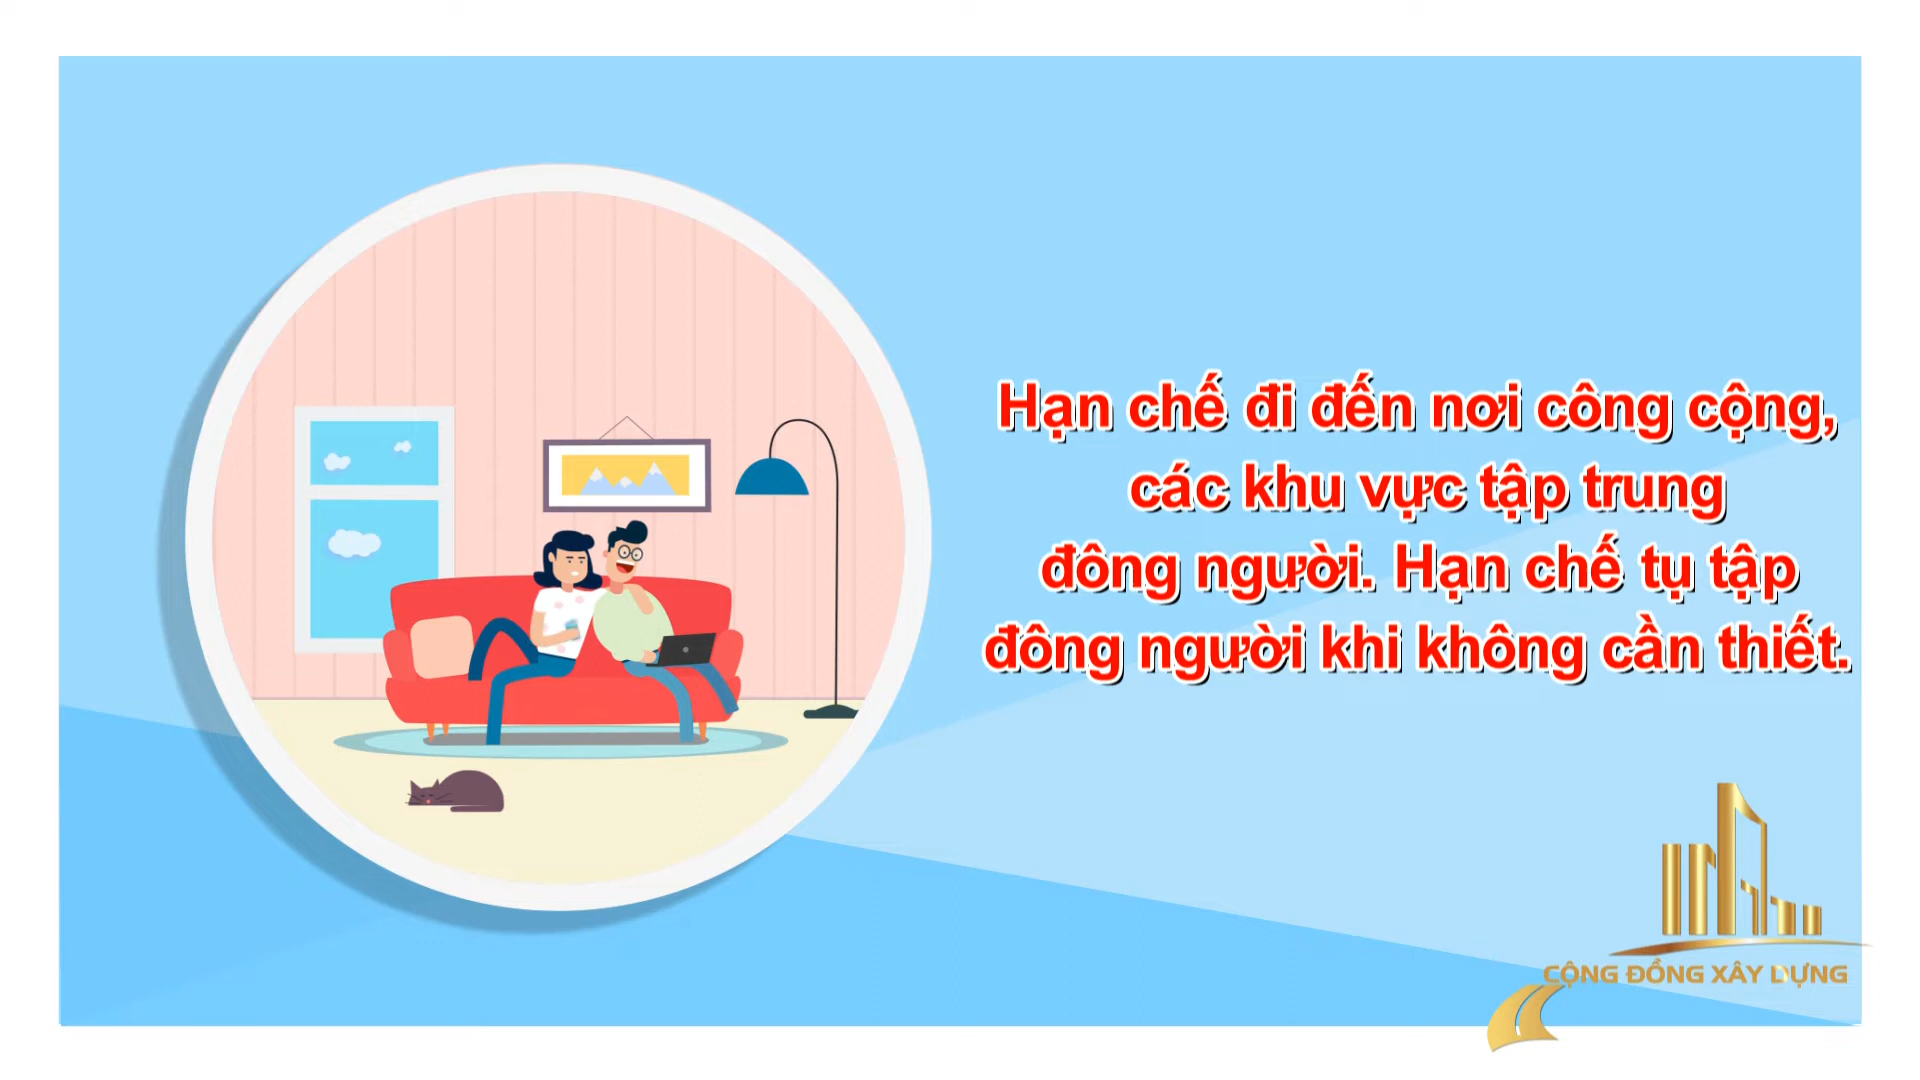 Hạn chế đi đến nơi công cộng,
các khu vực tập trung
đông người. Hạn chế tụ tập
đông người khi không cần thiết.
CỘNG ĐỒNG XÂY DỰNG